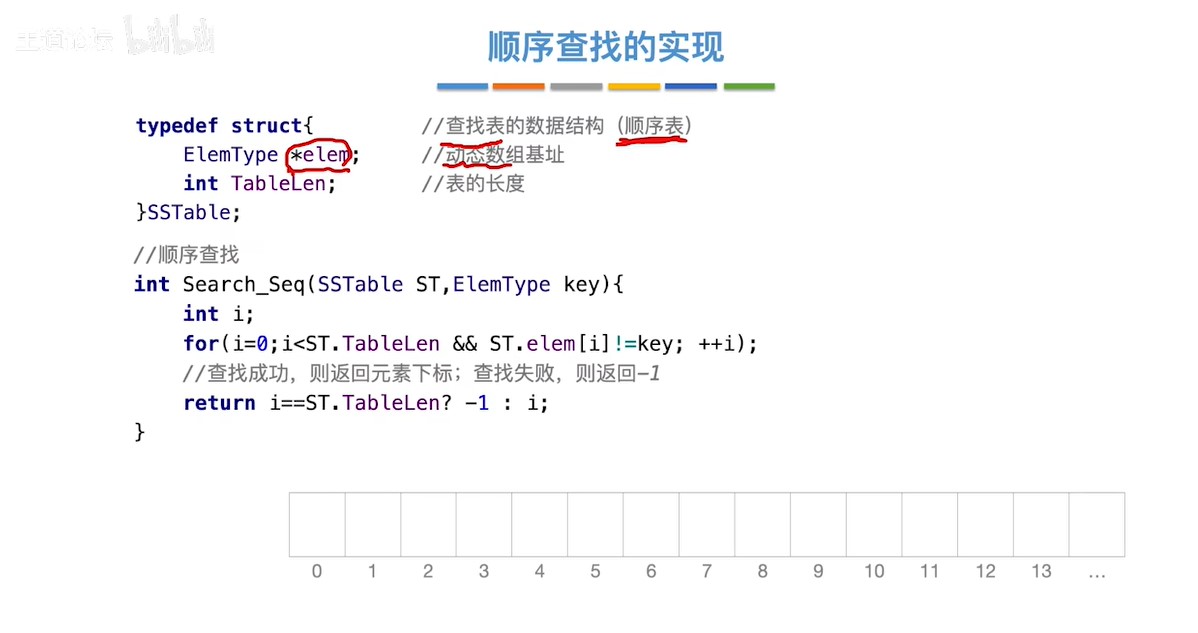 王道论坛 bilibili
顺序查找的实现
typedef struct{ //查找表的数据结构（顺序表）
ElemType *elem; //动态数组基址
int TableLen; //表的长度
}SSTable;
//顺序查找
int Search_Seq(SSTable ST,ElemType key){
int i;
for(i=0;i<ST.TableLen && ST.elem[i]!=key; ++i);
//查找成功，则返回元素下标；查找失败，则返回-1
return i==ST.TableLen? -1 : i;
}
0 1 2 3 4 5 6 7 8 9 10 11 12 13 ...